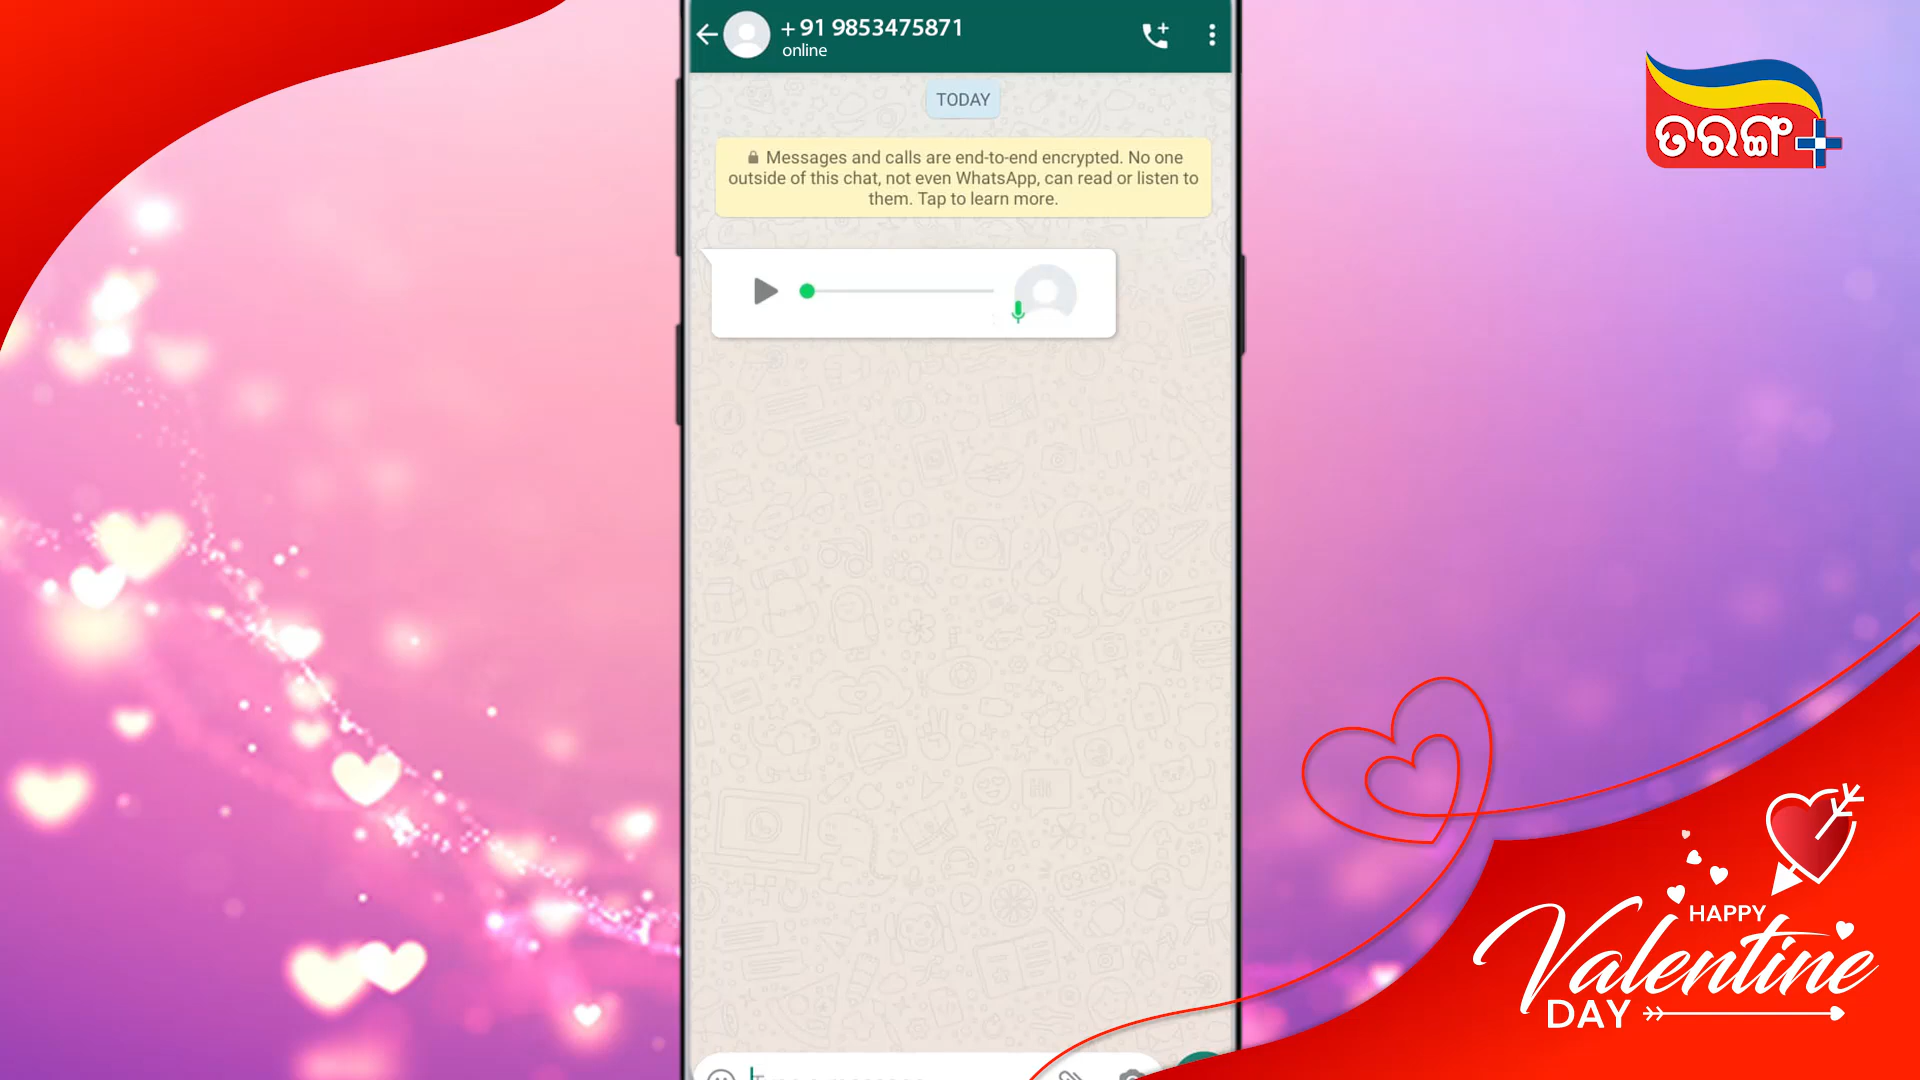 + 91 9853475871
online
TODAY
Messages and calls are end-to-end encrypted. No one
outside of this chat, not even WhatsApp, can read or listen to
them. Tap to learn more.
ତରଙ୍ଗ+
HAPPY
Valentine
DAY